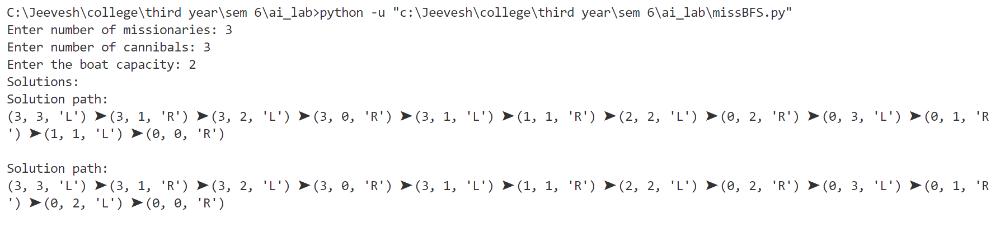 C:\Jeevesh\college\third year\sem 6\ai_lab>python -u "c:\Jeevesh\college\third year\sem 6\ai_lab\missBFS.py"
Enter number of missionaries: 3
Enter number of cannibals: 3
Enter the boat capacity: 2
Solutions:
Solution path:
(3, 3, 'L') ➤(3, 1, 'R') ➤(3, 2, 'L') ➤(3, 0, 'R') ➤(3, 1, 'L') ➤(1, 1, 'R') ➤(2, 2, 'L') ➤(0, 2, 'R') ➤(0, 3, 'L') ➤(0, 1, 'R
') ➤(1, 1, 'L') ➤(0, 0, 'R')
Solution path:
(3, 3, 'L') ➤(3, 1, 'R') ➤(3, 2, 'L') ➤(3, 0, 'R') ➤(3, 1, 'L') ➤(1, 1, 'R') ➤(2, 2, 'L') ➤(0, 2, 'R') ➤(0, 3, 'L') ➤(0, 1, 'R
') ➤(0, 2, 'L') ➤(0, 0, 'R')